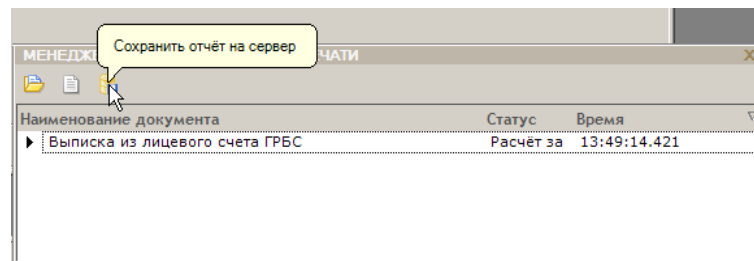 Сохранить отчёт на сервер
МЕНЕДЖЕ ЧАТИ
Наименование документа Статус Время
Выписка из лицевого счета ГРБС Расчёт за 13:49:14.421